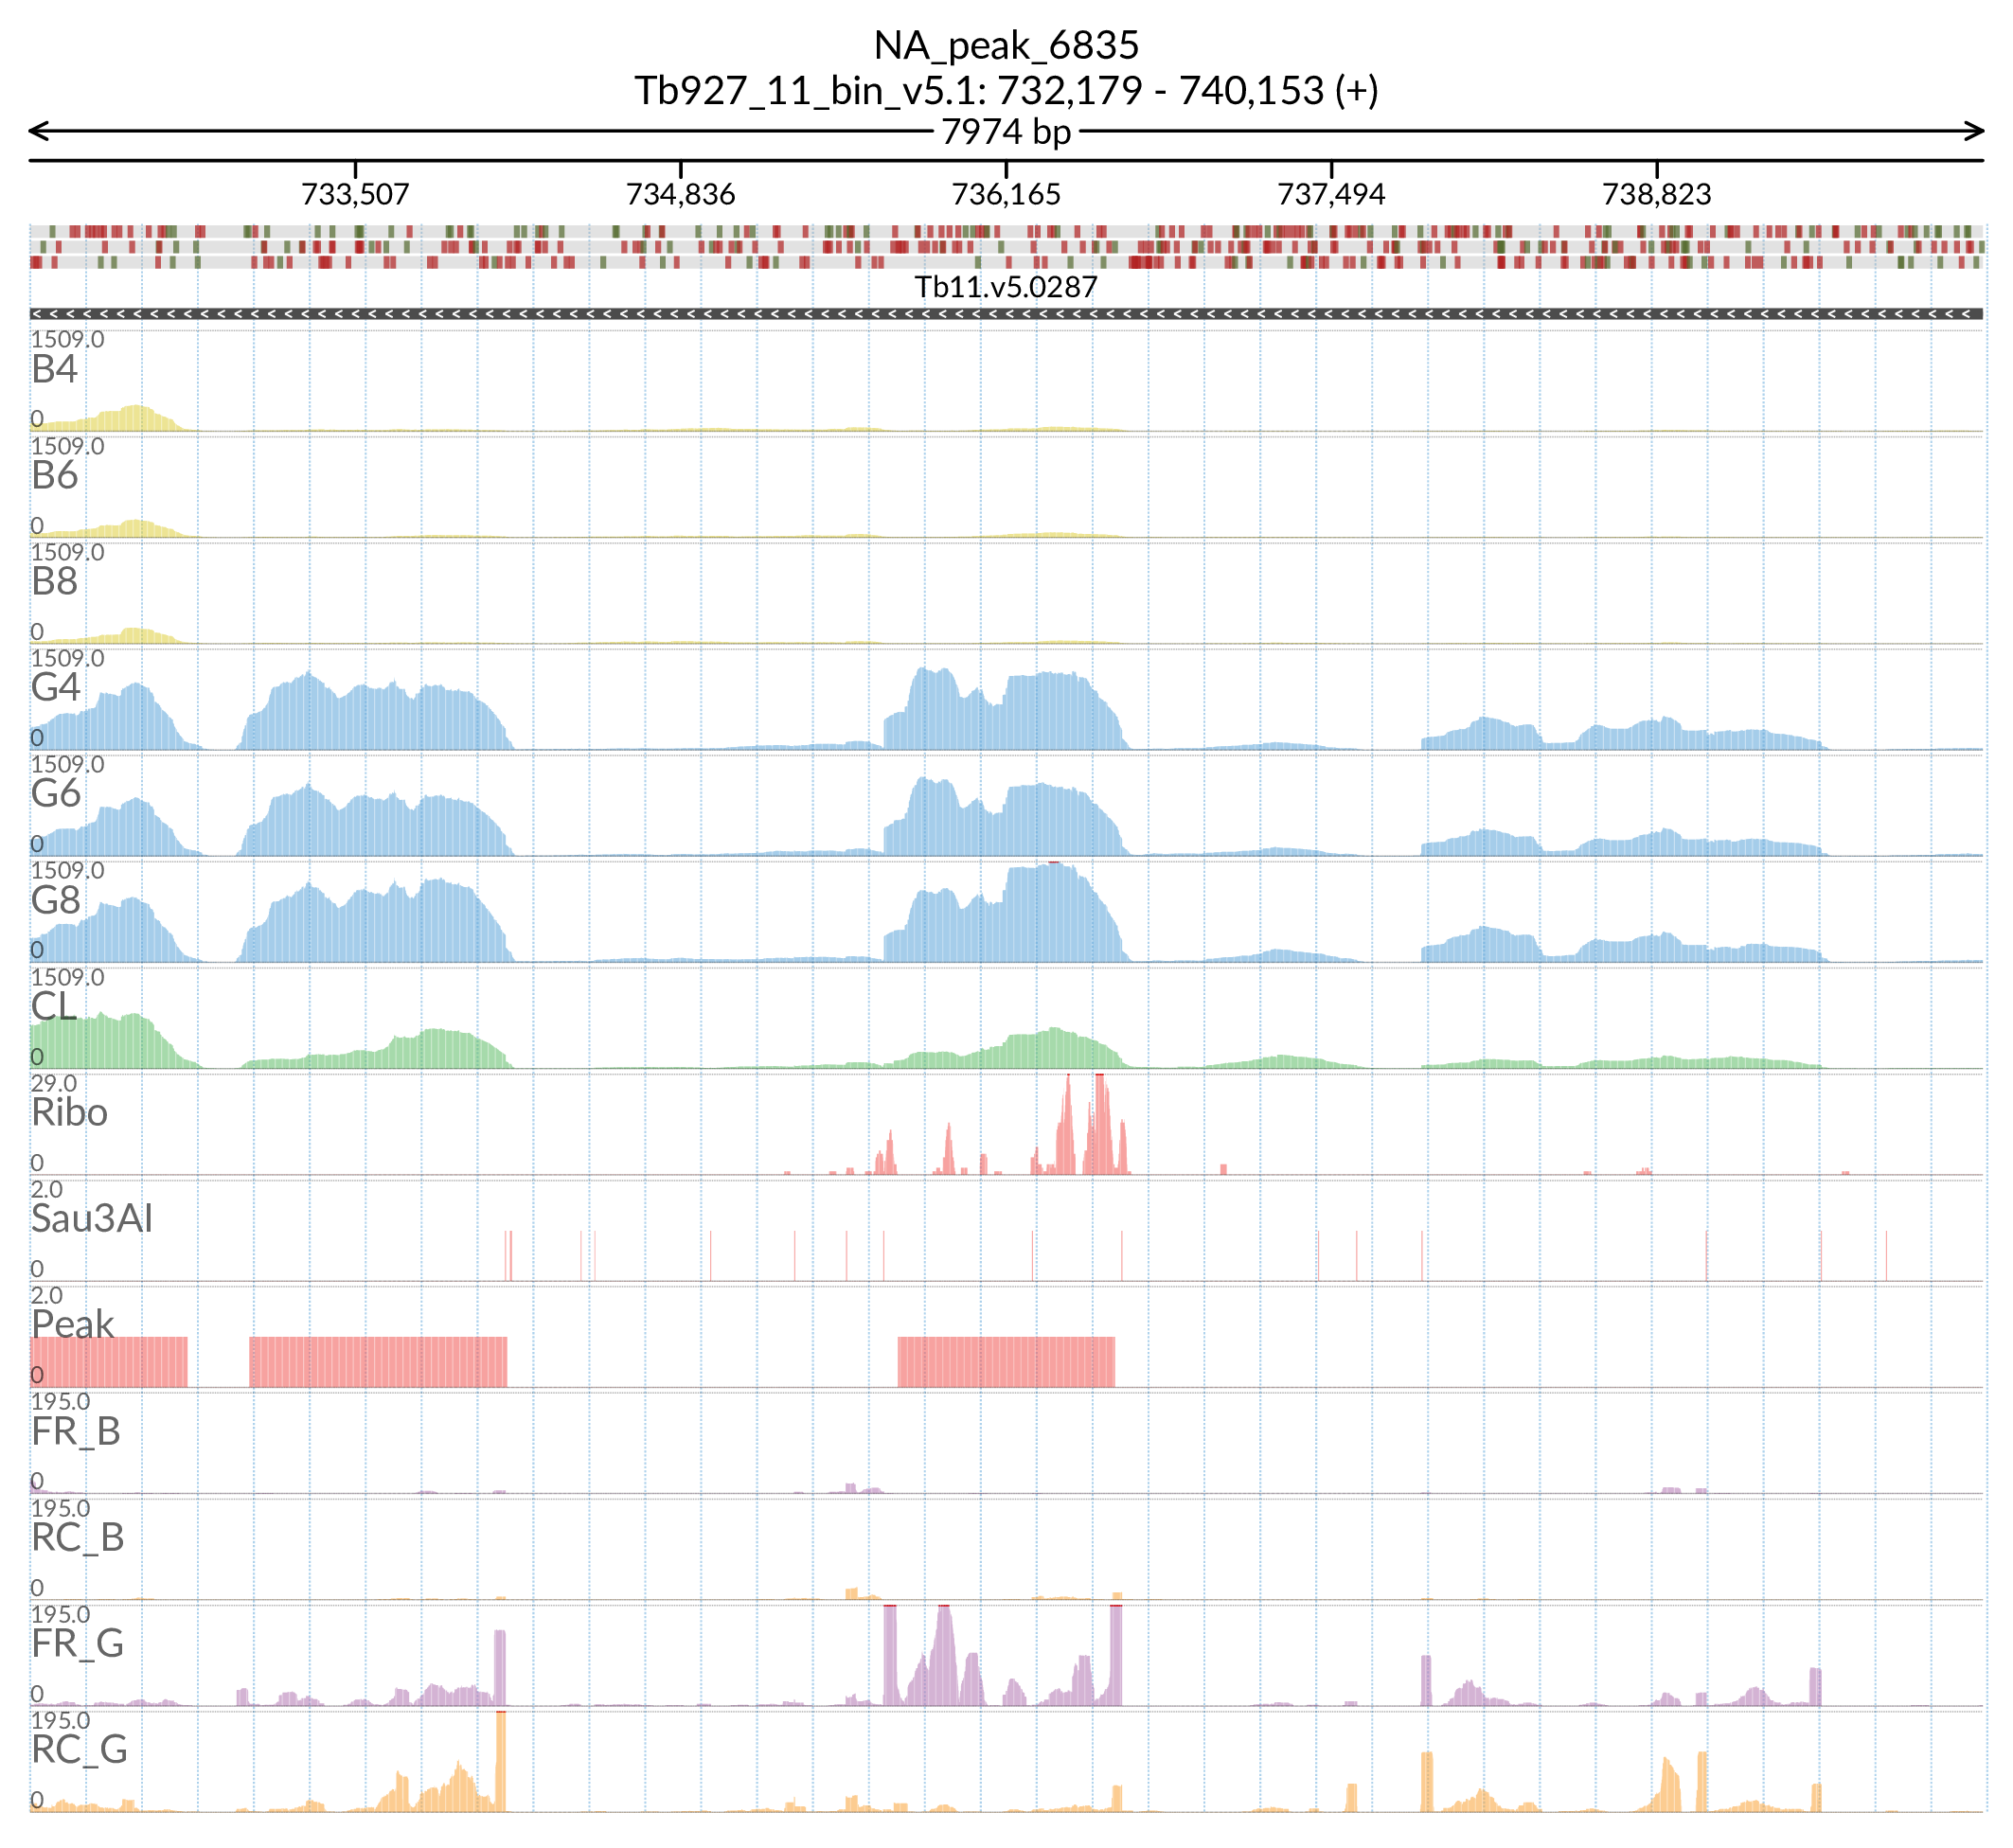 NA_peak_6835
Tb927_11_bin_v5.1: 732,179 - 740,153 (+)
7974 bp
733,507 734,836 736,165 737,494 738,823
Tb11.v5.0287
1509.0
B4
0
1509.0
B6
0
1509.0
B8
0
1509.0
G4
0
1509.0
G6
0
1509.0
G8
0
1509.0
CL
0
29.0
Ribo
0
2.0
Sau3AI
0
2.0
Peak
0
195.0
FR_B
0
195.0
RC_B
0
195.0
FR_G
0
195.0
RC_G
0